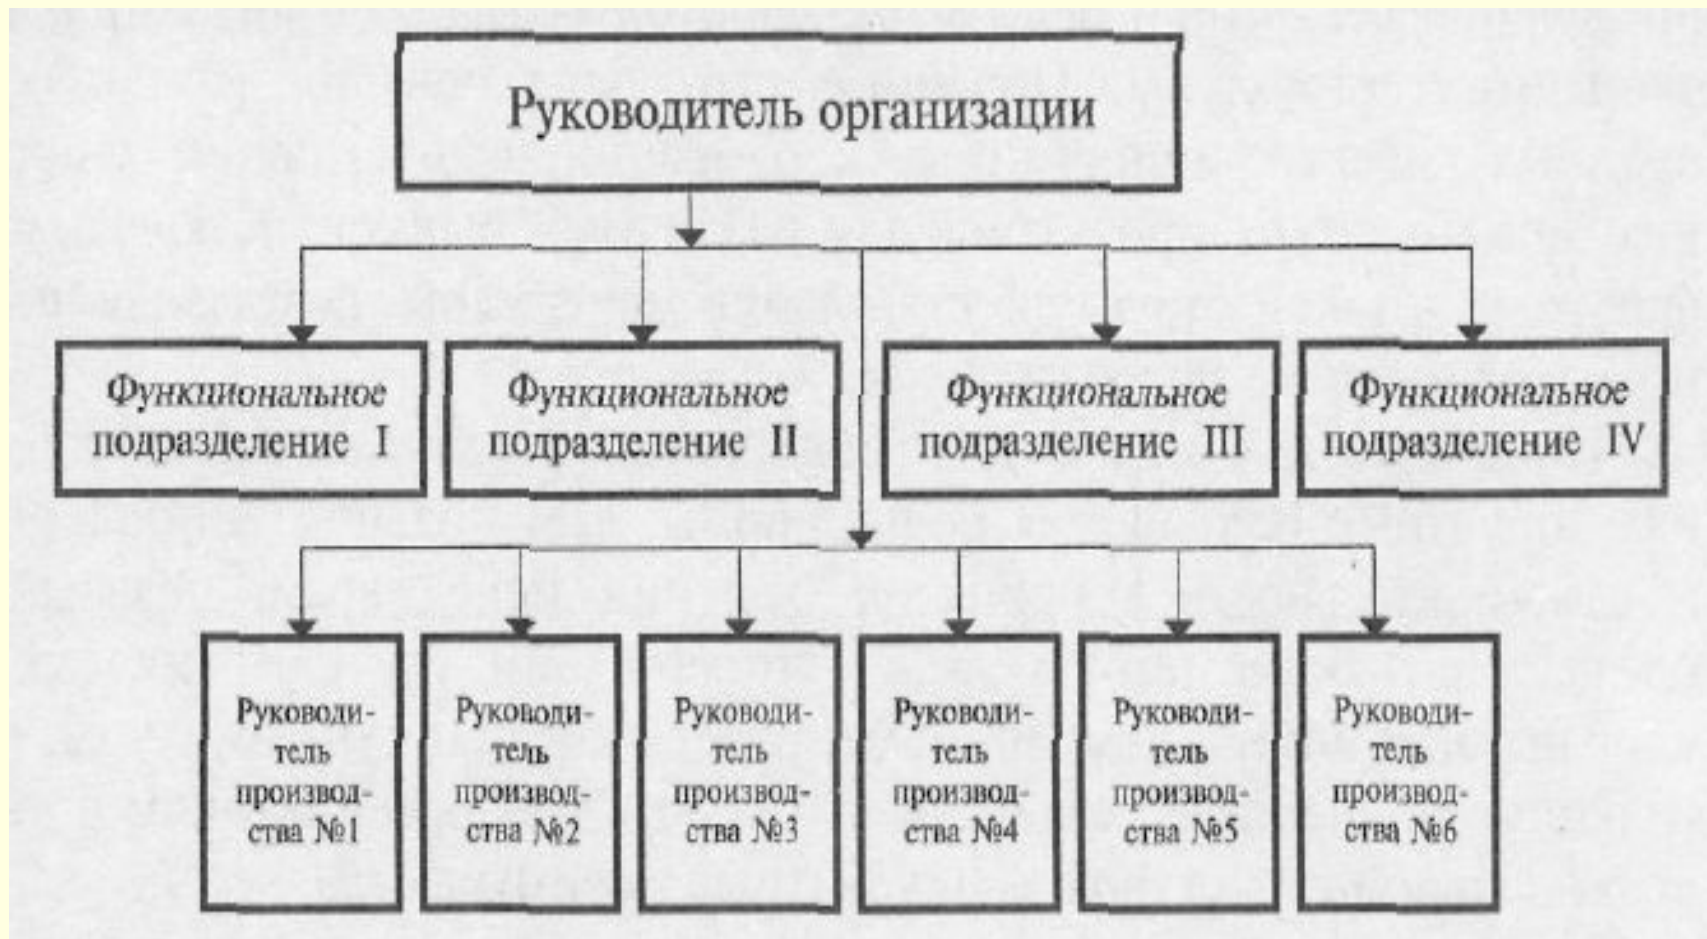 Руководитель организации
Функциональное
подразделение I
Функциональное
подразделение II
Функциональное
подразделение III
Функциональное
подразделение IV
Руководи-
тель
производ-
ства №1
Руководи-
тель
производ-
ства №2
Руководи-
тель
производ-
ства №3
Руководи-
тель
производ-
ства №4
Руководи-
тель
производ-
ства №5
Руководи-
тель
производ-
ства №6